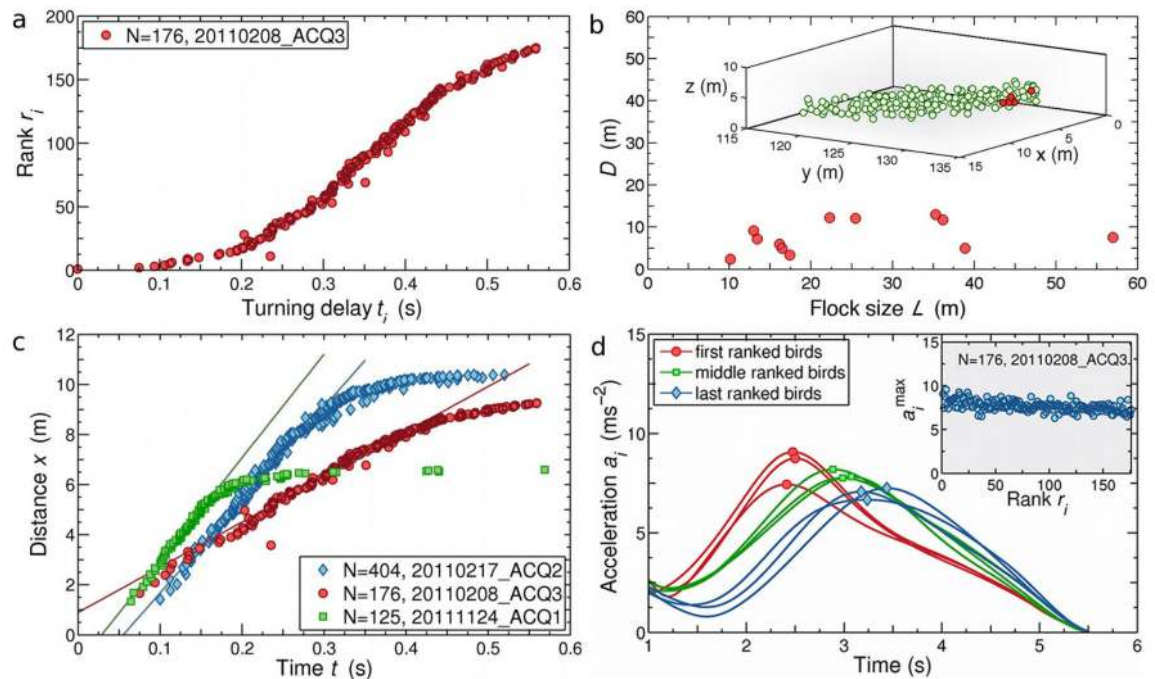 a
N=176, 20110208_ACQ3
200
150
100
50
0
Rank r_i
0 0.1 0.2 0.3 0.4 0.5 0.6
Turning delay t_i (s)
b
60
50
40
30
20
10
0
D (m)
10
5
0
z (m)
115 120 125 130 135
y (m)
15 10 5 0
x (m)
0 10 20 30 40 50 60
Flock size L (m)
c
12
10
8
6
4
2
0
Distance x (m)
N=404, 20110217_ACQ2
N=176, 20110208_ACQ3
N=125, 20111124_ACQ1
0 0.1 0.2 0.3 0.4 0.5 0.6
Time t (s)
d
first ranked birds
middle ranked birds
last ranked birds
15
10
5
0
Acceleration a_i (ms⁻²)
N=176, 20110208_ACQ3
15
10
5
0
a_i^max
0 50 100 150
Rank r_i
1 2 3 4 5 6
Time (s)